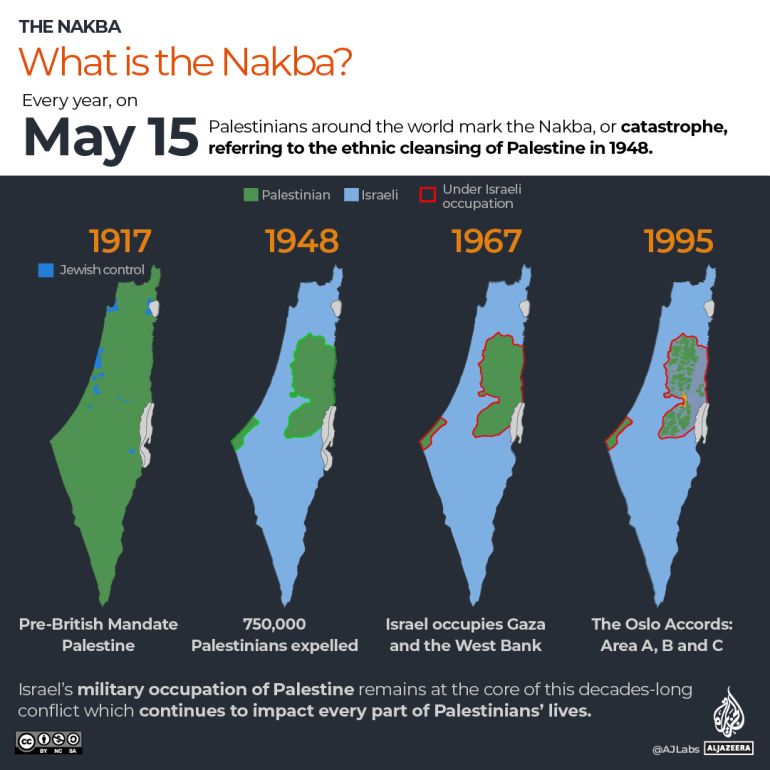 THE NAKBA
What is the Nakba?
Every year, on
May 15
Palestinians around the world mark the Nakba, or catastrophe,
referring to the ethnic cleansing of Palestine in 1948.
Palestinian
Israeli
Under Israeli
occupation
1917
1948
1967
1995
Jewish control
Pre-British Mandate
Palestine
750,000
Palestinians expelled
Israel occupies Gaza
and the West Bank
The Oslo Accords:
Area A, B and C
Israel's military occupation of Palestine remains at the core of this decades-long
conflict which continues to impact every part of Palestinians' lives.
cc
BY NC SA
@AJLabs
ALJAZEERA